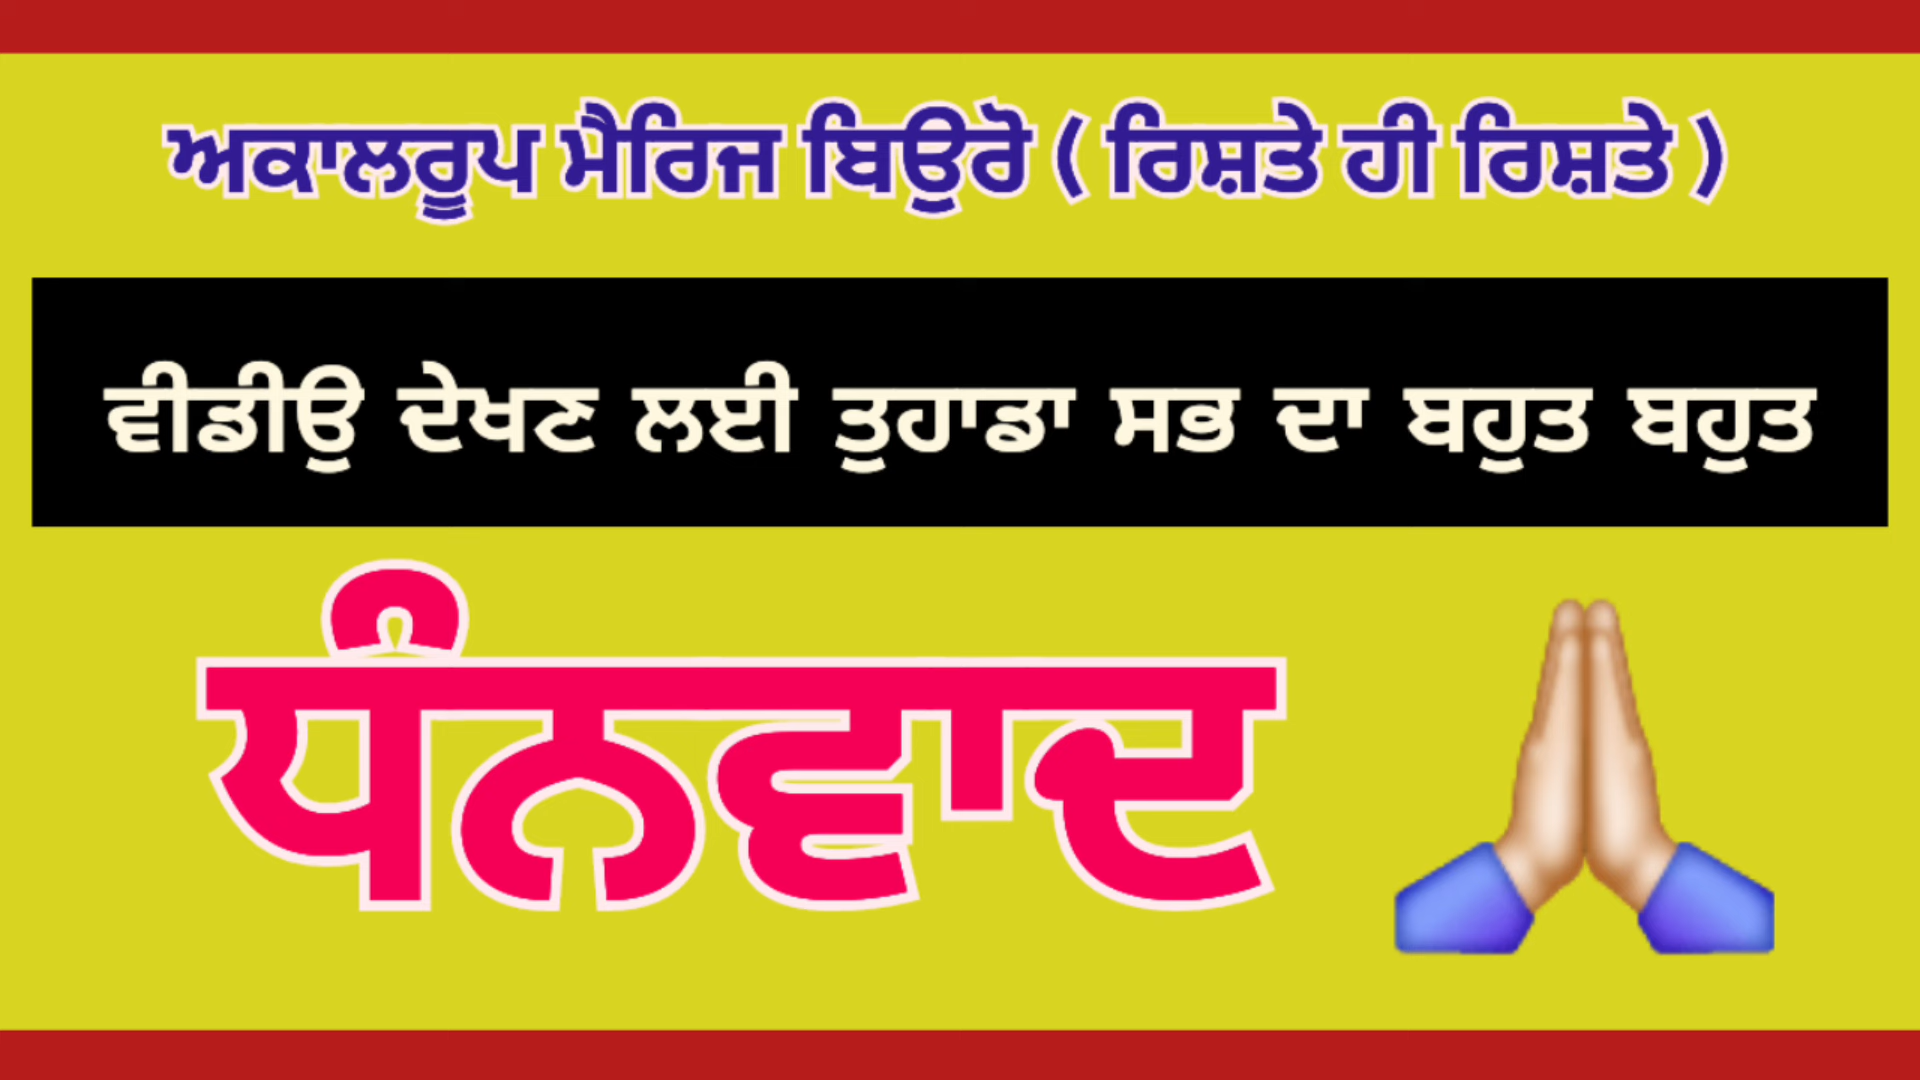 ਅਕਾਲਰੂਪ ਮੈਰਿਜ ਬਿਊਰੋ ( ਰਿਸ਼ਤੇ ਹੀ ਰਿਸ਼ਤੇ )
ਵੀਡੀਉ ਦੇਖਣ ਲਈ ਤੁਹਾਡਾ ਸਭ ਦਾ ਬਹੁਤ ਬਹੁਤ
ਧੰਨਵਾਦ